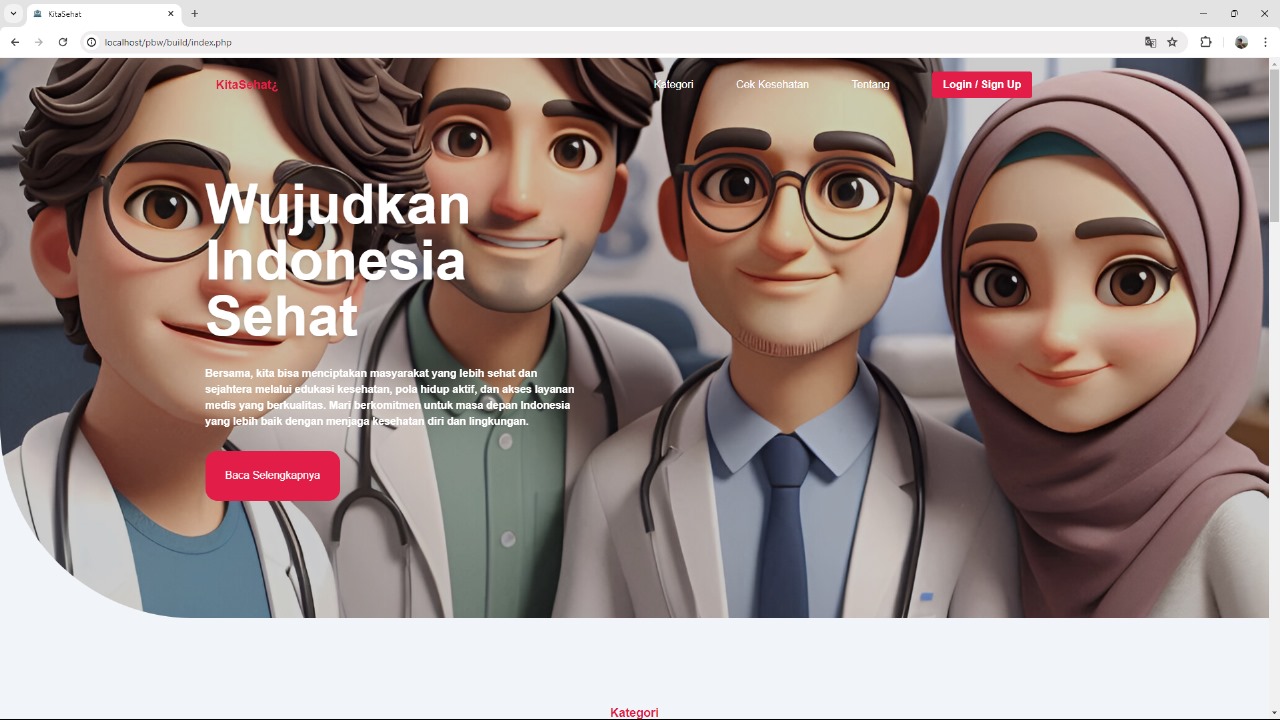 KitaSehat
localhost/pbw/build/index.php
KitaSehat¿
Kategori
Cek Kesehatan
Tentang
Login / Sign Up
Wujudkan
Indonesia
Sehat
Bersama, kita bisa menciptakan masyarakat yang lebih sehat dan
sejahtera melalui edukasi kesehatan, pola hidup aktif, dan akses layanan
medis yang berkualitas. Mari berkomitmen untuk masa depan Indonesia
yang lebih baik dengan menjaga kesehatan diri dan lingkungan.
Baca Selengkapnya
Kategori